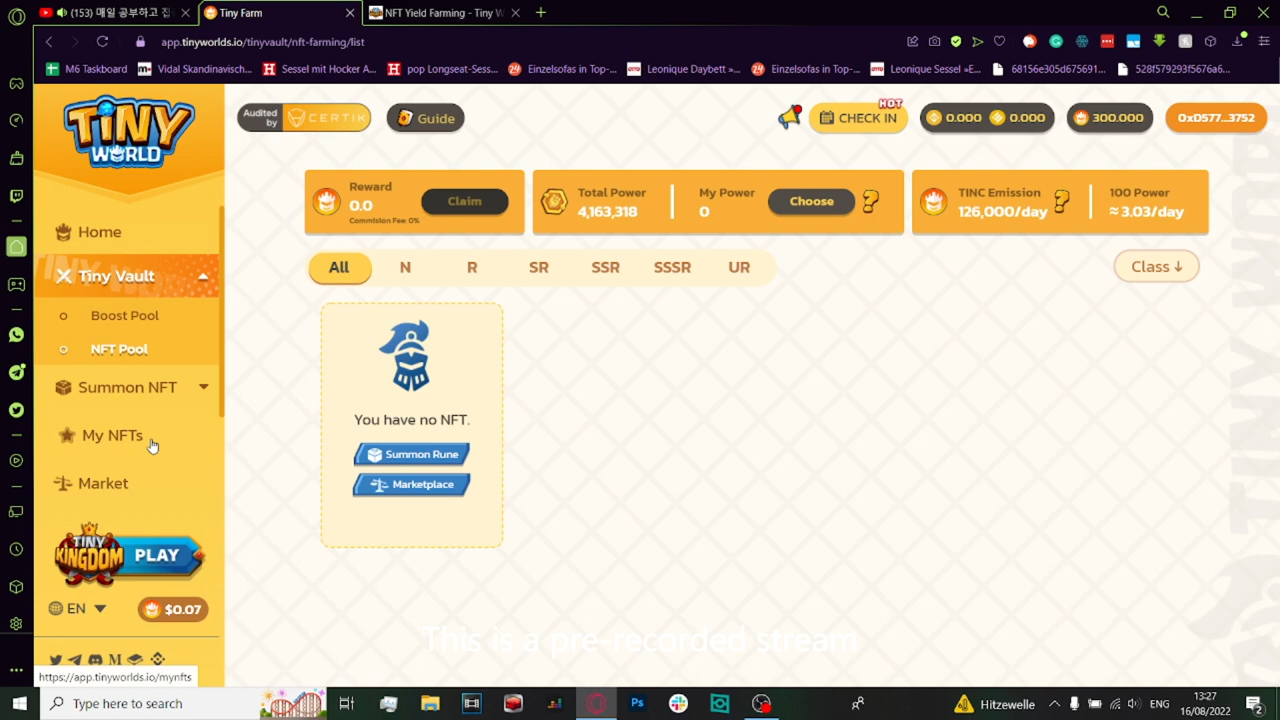 (153) 매일 공부하고 집
Tiny Farm
NFT Yield Farming - Tiny W
app.tinyworlds.io/tinyvault/nft-farming/list
M6 Taskboard
Vidal Skandinavisch...
Sessel mit Hocker A...
pop Longseat-Sess...
Einzelsofas in Top-...
Leonique Daybett »...
Einzelsofas in Top-...
Leonique Sessel »E...
68156e305d675691...
528f579293f5676a6...
TINY WORLD
Audited by CERTIK
Guide
HOT
CHECK IN
0.000 0.000
300.000
0xD577...3752
Reward
0.0
Commision Fee: 0%
Claim
Total Power
4,163,318
My Power
0
Choose
TINC Emission
126,000/day
100 Power
≈ 3.03/day
Home
Tiny Vault
Boost Pool
NFT Pool
Summon NFT
My NFTs
Market
TINY KINGDOM PLAY
EN
$0.07
All N R SR SSR SSSR UR
Class ↓
You have no NFT.
Summon Rune
Marketplace
This is a pre-recorded stream
https://app.tinyworlds.io/mynfts
Type here to search
Hitzewelle
ENG
13:27
16/08/2022
2